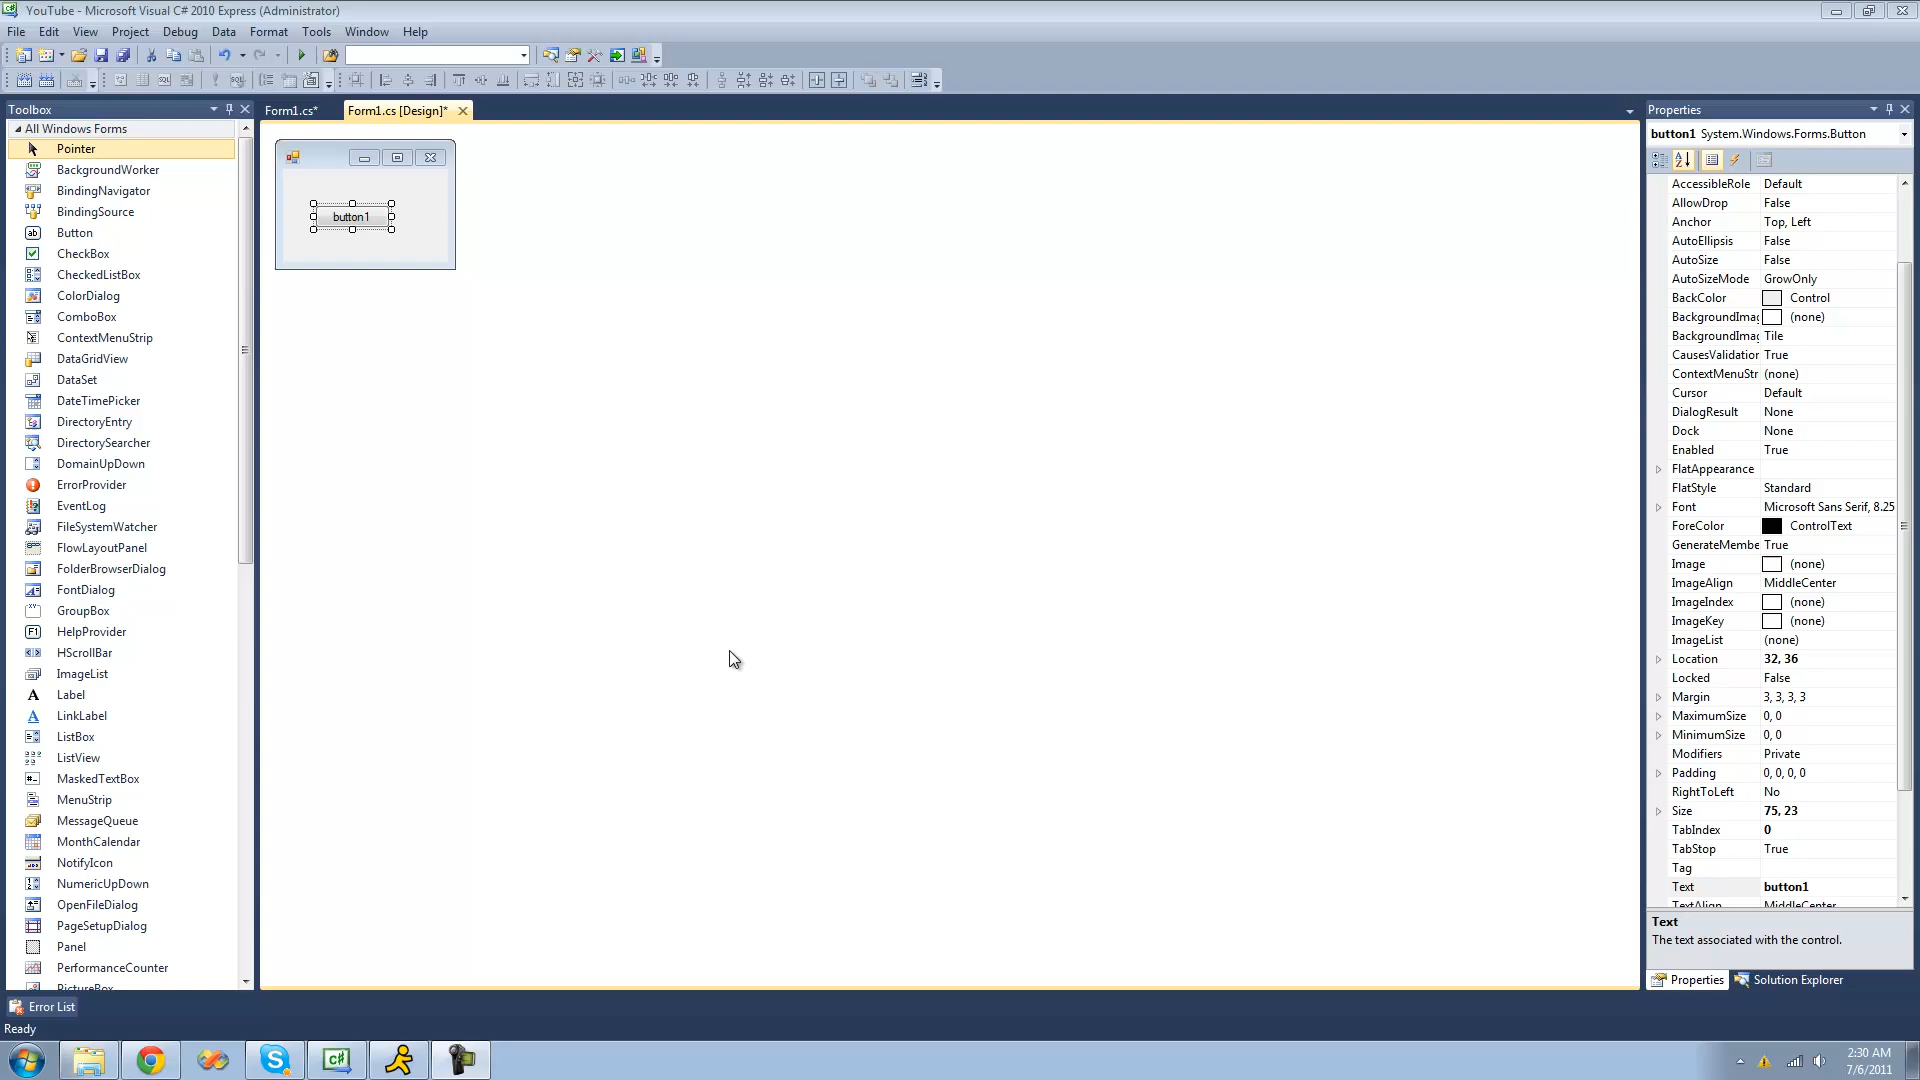 YouTube - Microsoft Visual C# 2010 Express (Administrator)
File Edit View Project Debug Data Format Tools Window Help
Toolbox
Form1.cs*
Form1.cs [Design]*
Properties
All Windows Forms
button1 System.Windows.Forms.Button
Pointer
BackgroundWorker
BindingNavigator
BindingSource
Button
CheckBox
CheckedListBox
ColorDialog
ComboBox
ContextMenuStrip
DataGridView
DataSet
DateTimePicker
DirectoryEntry
DirectorySearcher
DomainUpDown
ErrorProvider
EventLog
FileSystemWatcher
FlowLayoutPanel
FolderBrowserDialog
FontDialog
GroupBox
HelpProvider
HScrollBar
ImageList
Label
LinkLabel
ListBox
ListView
MaskedTextBox
MenuStrip
MessageQueue
MonthCalendar
NotifyIcon
NumericUpDown
OpenFileDialog
PageSetupDialog
Panel
PerformanceCounter
PictureBox
button1
AccessibleRole Default
AllowDrop False
Anchor Top, Left
AutoEllipsis False
AutoSize False
AutoSizeMode GrowOnly
BackColor Control
BackgroundImag (none)
BackgroundImag Tile
CausesValidation True
ContextMenuStr (none)
Cursor Default
DialogResult None
Dock None
Enabled True
FlatAppearance
FlatStyle Standard
Font Microsoft Sans Serif, 8.25
ForeColor ControlText
GenerateMembe True
Image (none)
ImageAlign MiddleCenter
ImageIndex (none)
ImageKey (none)
ImageList (none)
Location 32, 36
Locked False
Margin 3, 3, 3, 3
MaximumSize 0, 0
MinimumSize 0, 0
Modifiers Private
Padding 0, 0, 0, 0
RightToLeft No
Size 75, 23
TabIndex 0
TabStop True
Tag
Text button1
TextAlign MiddleCenter
Text
The text associated with the control.
Properties
Solution Explorer
Error List
Ready
2:30 AM
7/6/2011